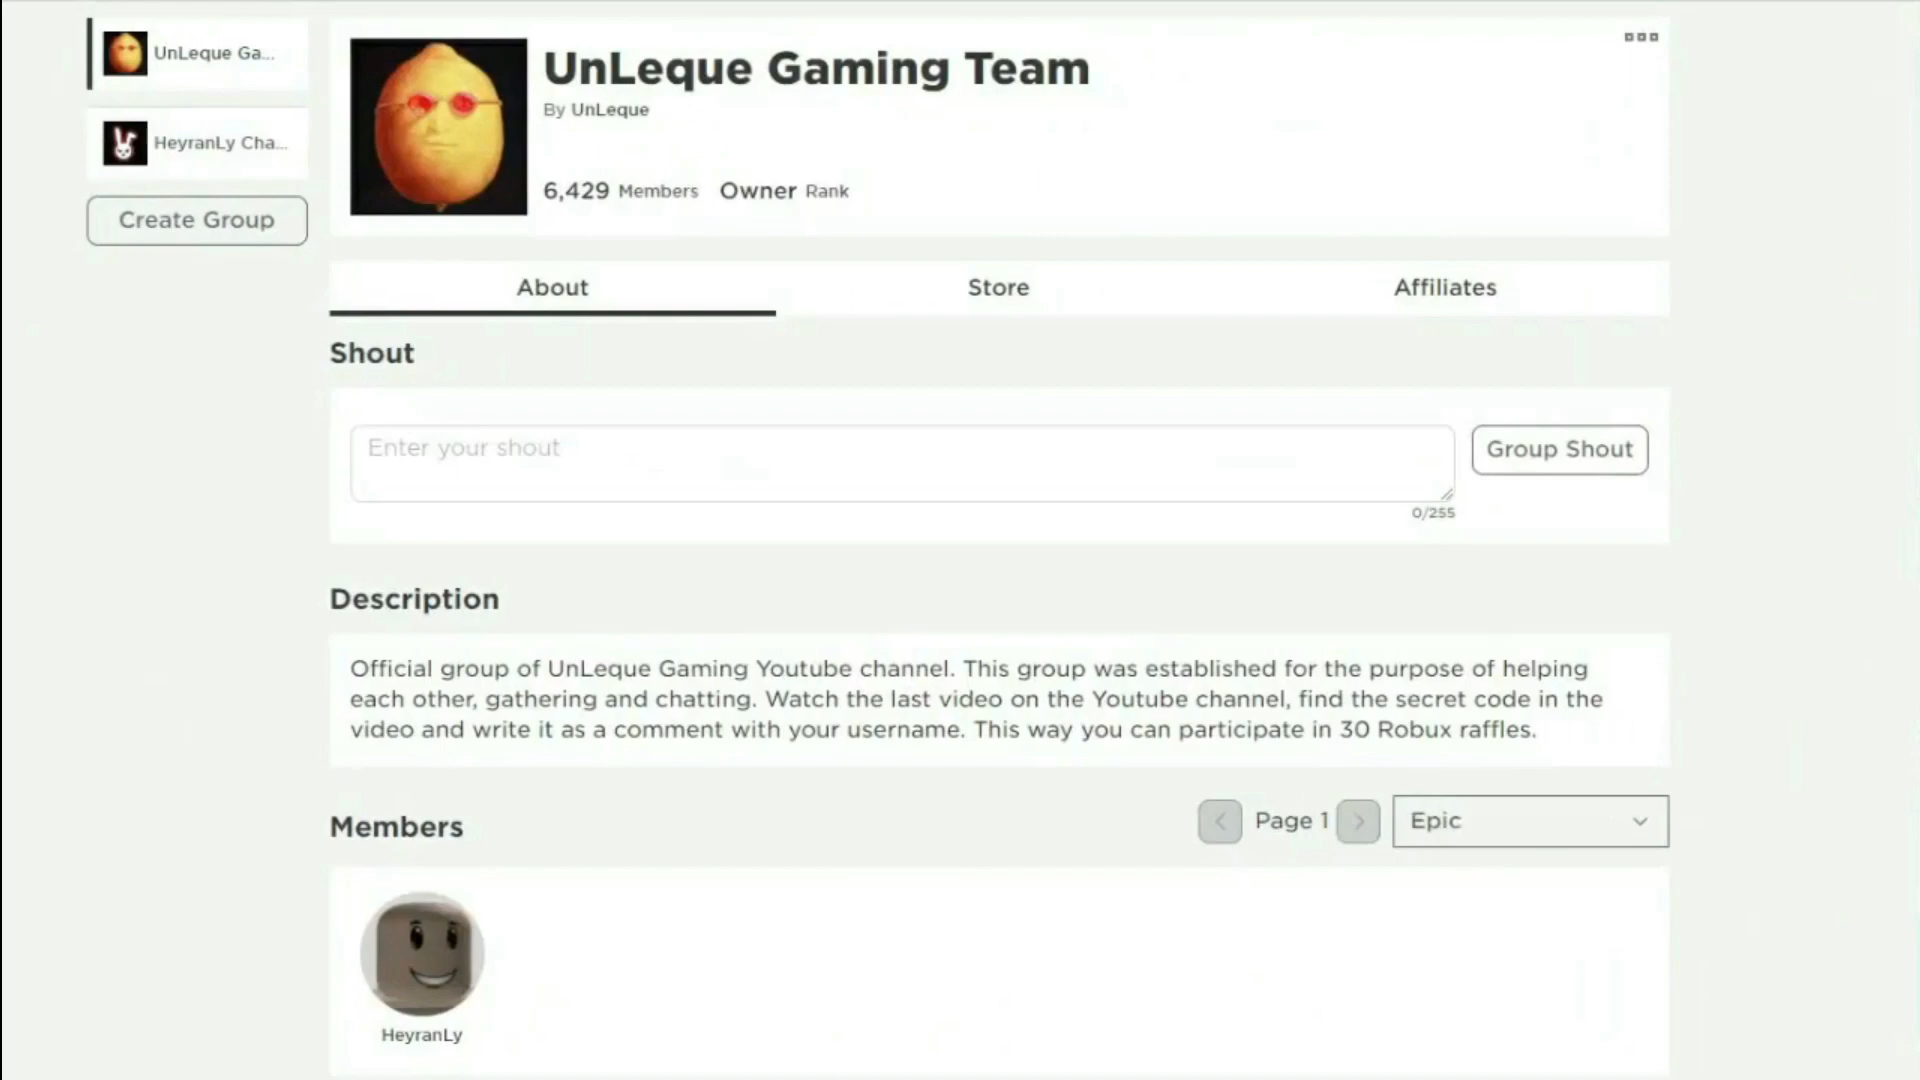 UnLeque Ga...
HeyranLy Cha...
Create Group
UnLeque Gaming Team
By UnLeque
6,429 Members Owner Rank
About Store Affiliates
Shout
Enter your shout
Group Shout
0/255
Description
Official group of UnLeque Gaming Youtube channel. This group was established for the purpose of helping
each other, gathering and chatting. Watch the last video on the Youtube channel, find the secret code in the
video and write it as a comment with your username. This way you can participate in 30 Robux raffles.
Members
< Page 1 > Epic
HeyranLy